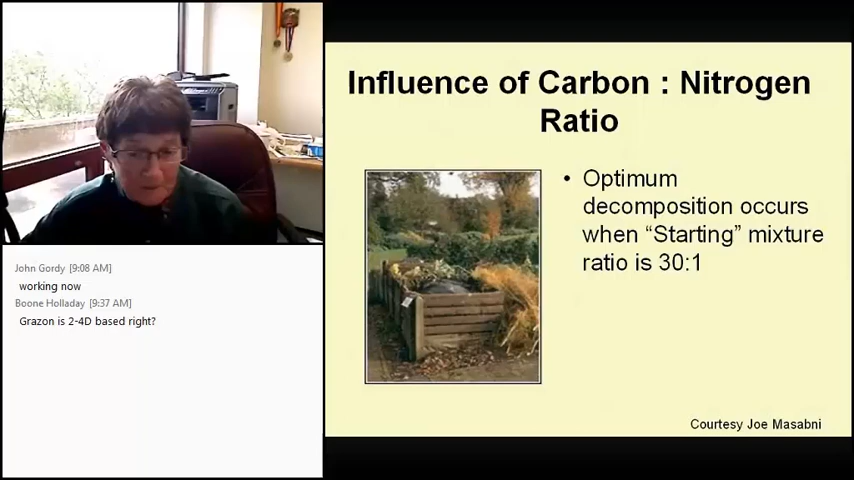 Influence of Carbon : Nitrogen
Ratio
• Optimum
decomposition occurs
when “Starting” mixture
ratio is 30:1
Courtesy Joe Masabni
John Gordy [9:08 AM]
working now
Boone Holladay [9:37 AM]
Grazon is 2-4D based right?